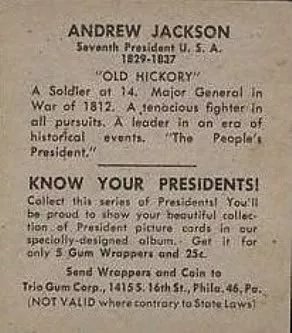 ANDREW JACKSON
Seventh President U. S. A.
1829-1837
"OLD HICKORY"
A Soldier at 14. Major General in
War of 1812. A tenacious fighter in
all pursuits. A leader in an era of
historical events. "The People's
President."
KNOW YOUR PRESIDENTS!
Collect this series of Presidents! You'll
be proud to show your beautiful collec-
tion of President picture cards in our
specially-designed album. Get it for
only 5 Gum Wrappers and 25¢.
Send Wrappers and Coin to
Trio Gum Corp., 1415 S. 16th St., Phila. 46, Pa.
(NOT VALID where contrary to State Laws)